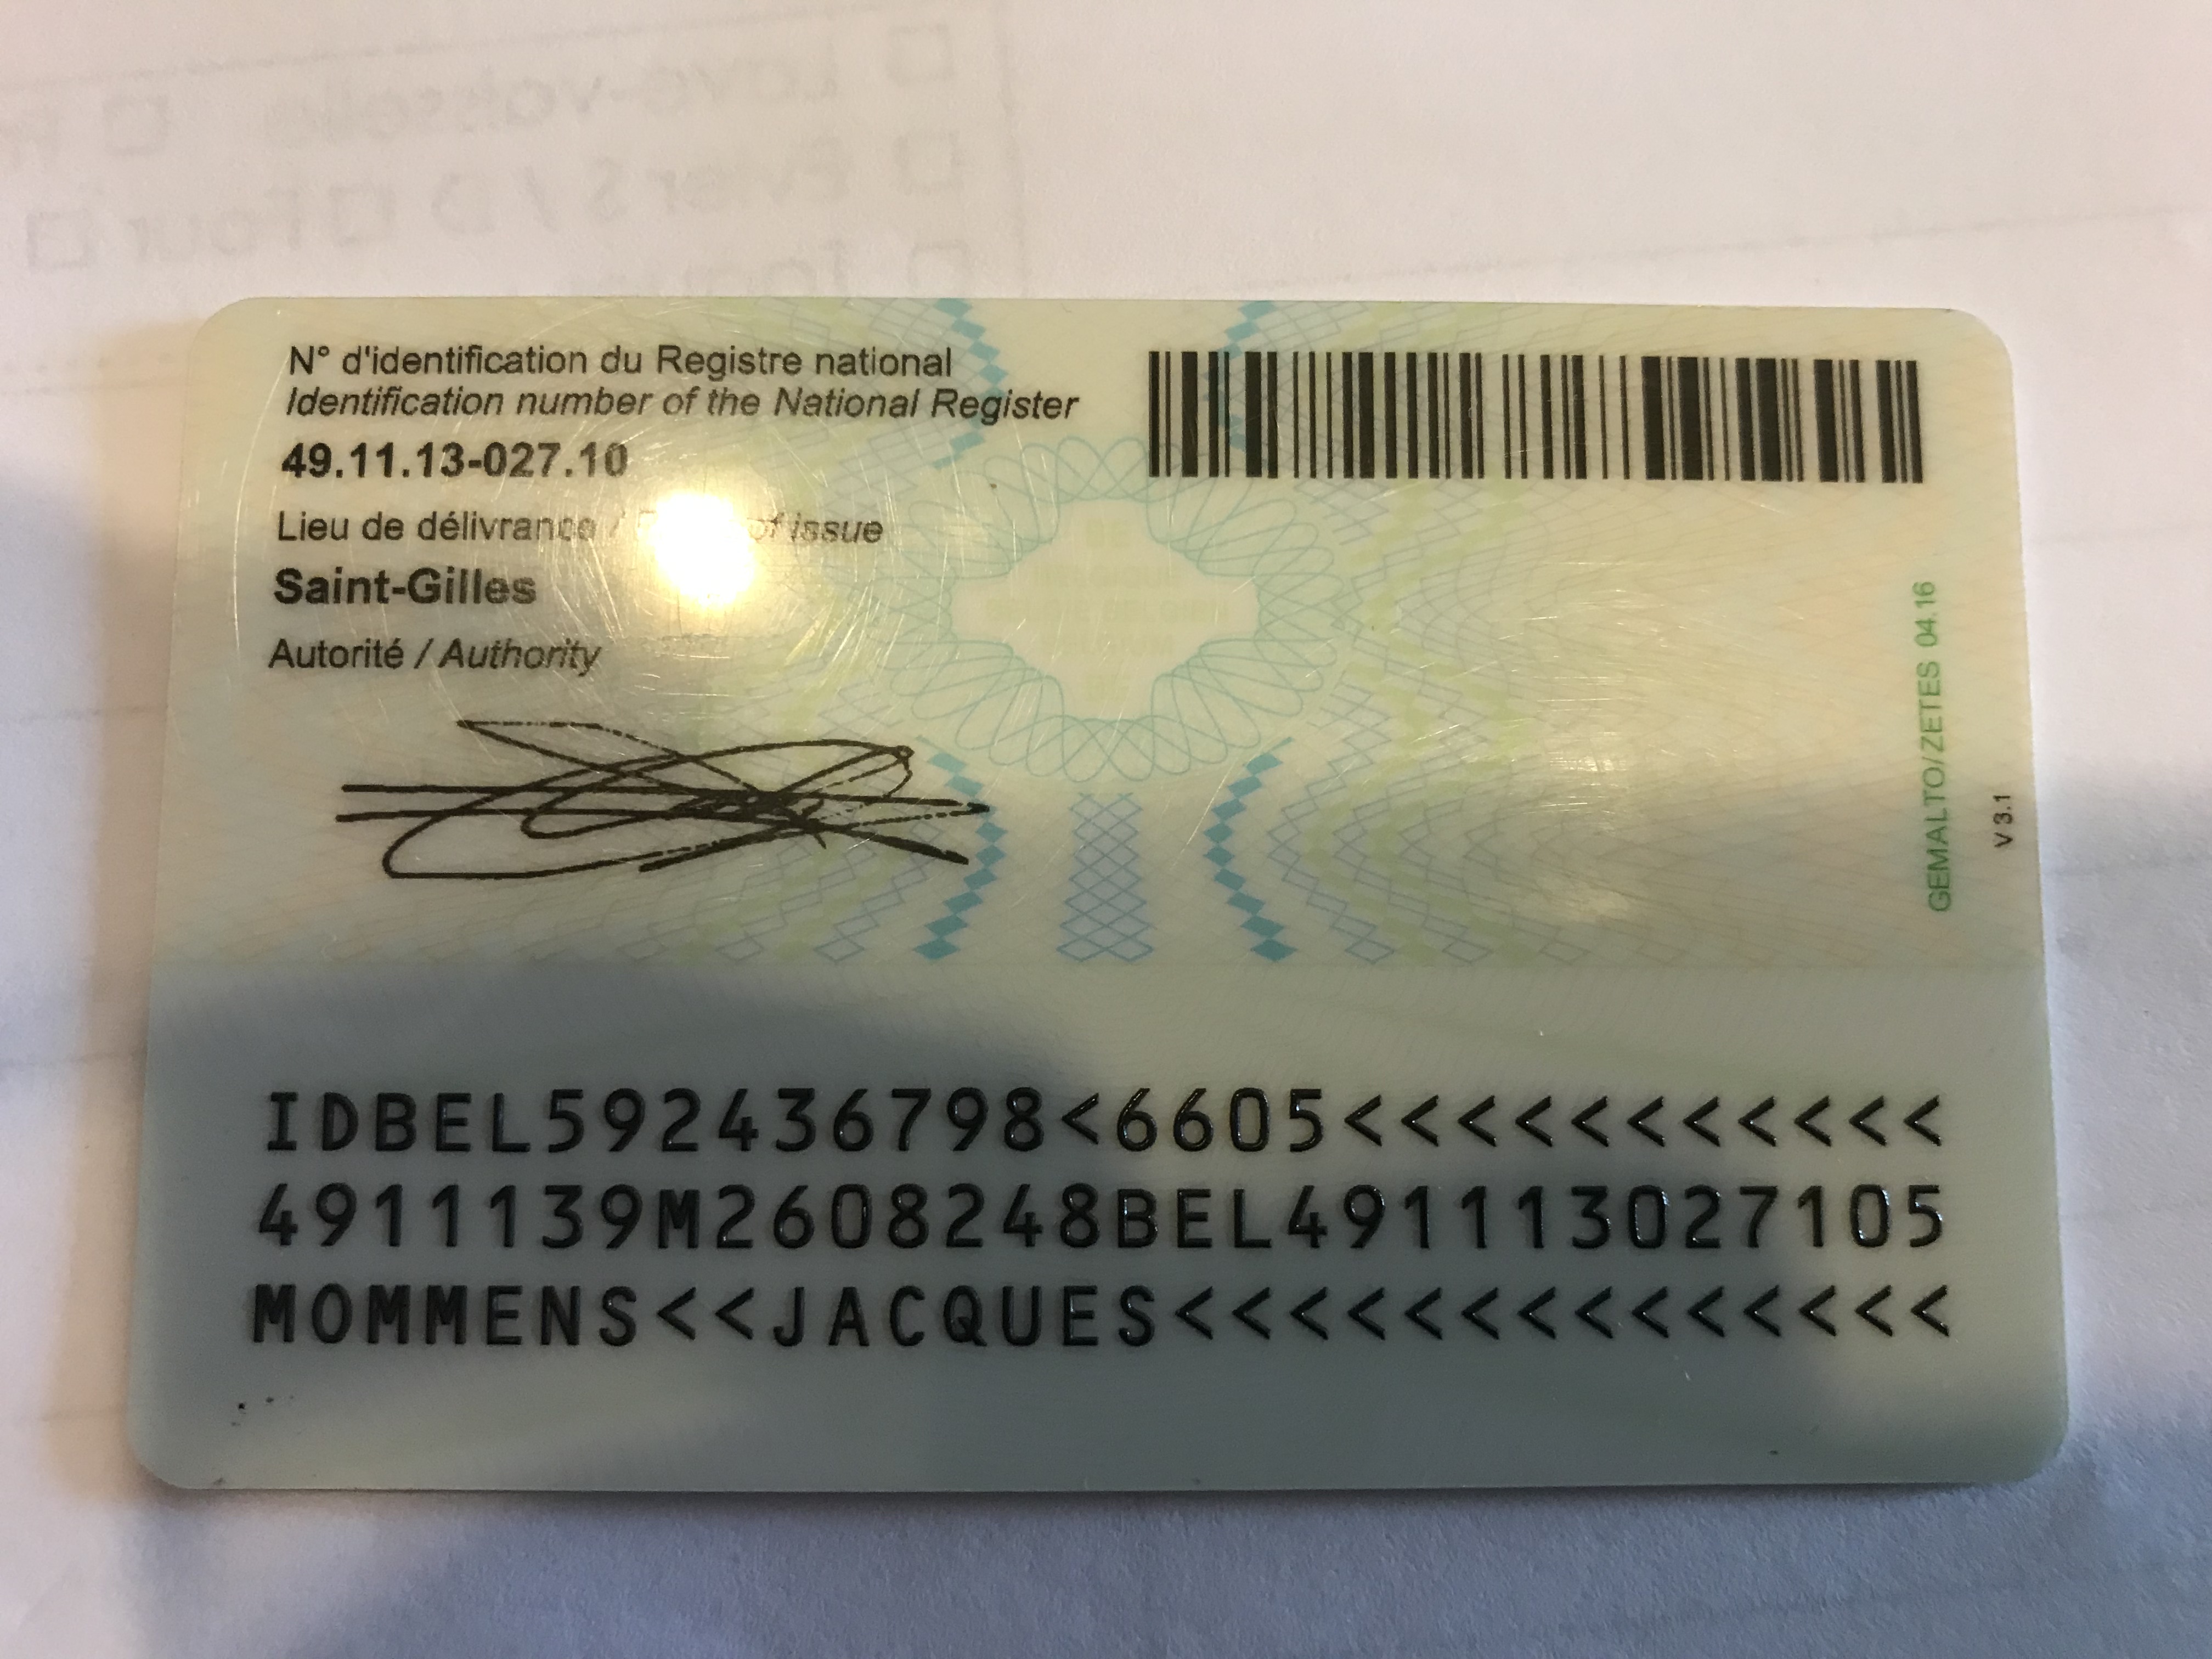 N° d'identification du Registre national
Identification number of the National Register
49.11.13-027.10
Lieu de délivrance / of issue
Saint-Gilles
Autorité / Authority
GEMALTO/ZETES 04.16
V 3.1
IDBEL592436798<6605<<<<<<<<<<<
4911139M2608248BEL491113027105
MOMMENS<<JACQUES<<<<<<<<<<<<<<